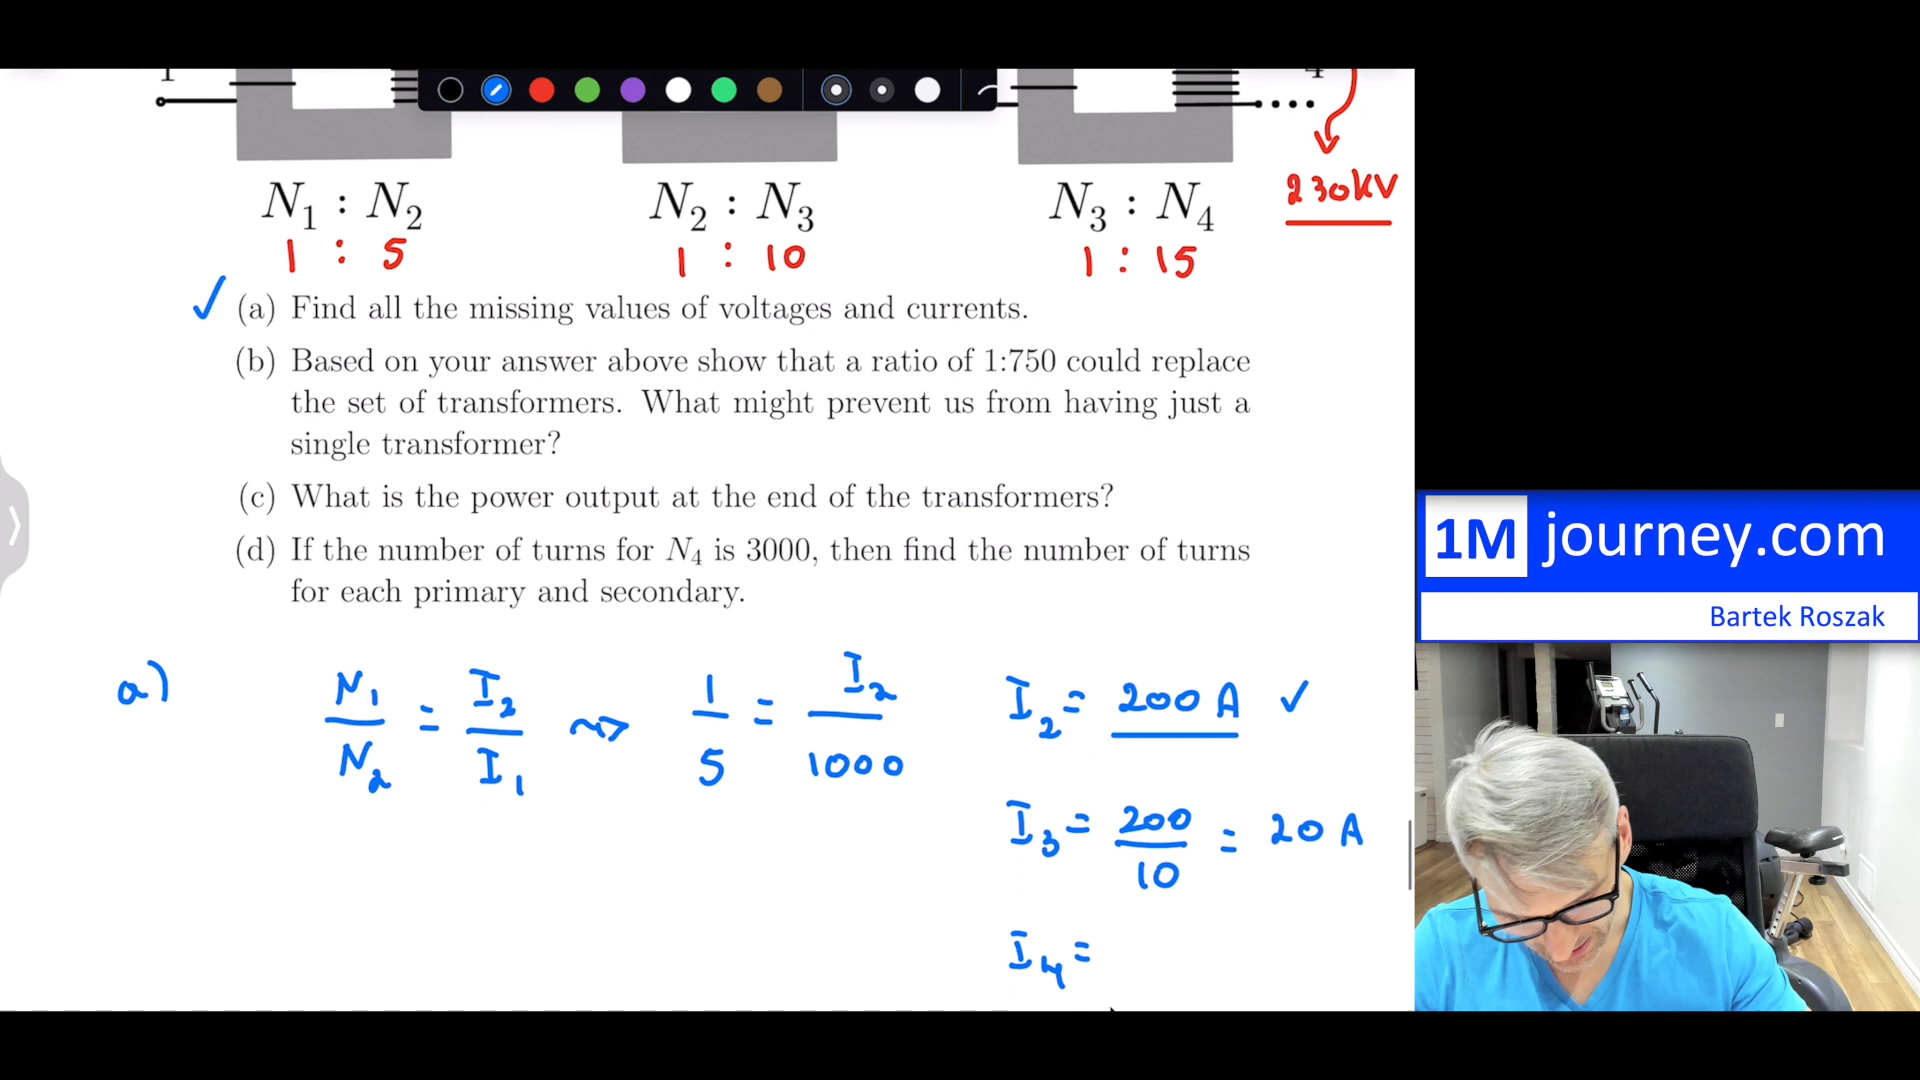 230kV
N1 : N2 N2 : N3 N3 : N4
1 : 5 1 : 10 1 : 15
✓ (a) Find all the missing values of voltages and currents.
(b) Based on your answer above show that a ratio of 1:750 could replace
the set of transformers. What might prevent us from having just a
single transformer?
(c) What is the power output at the end of the transformers?
(d) If the number of turns for N4 is 3000, then find the number of turns
for each primary and secondary.
a) N1/N2 = I2/I1 ⇝ 1/5 = I2/1000 I2 = 200 A ✓
I3 = 200/10 = 20 A
I4 =
1M journey.com
Bartek Roszak